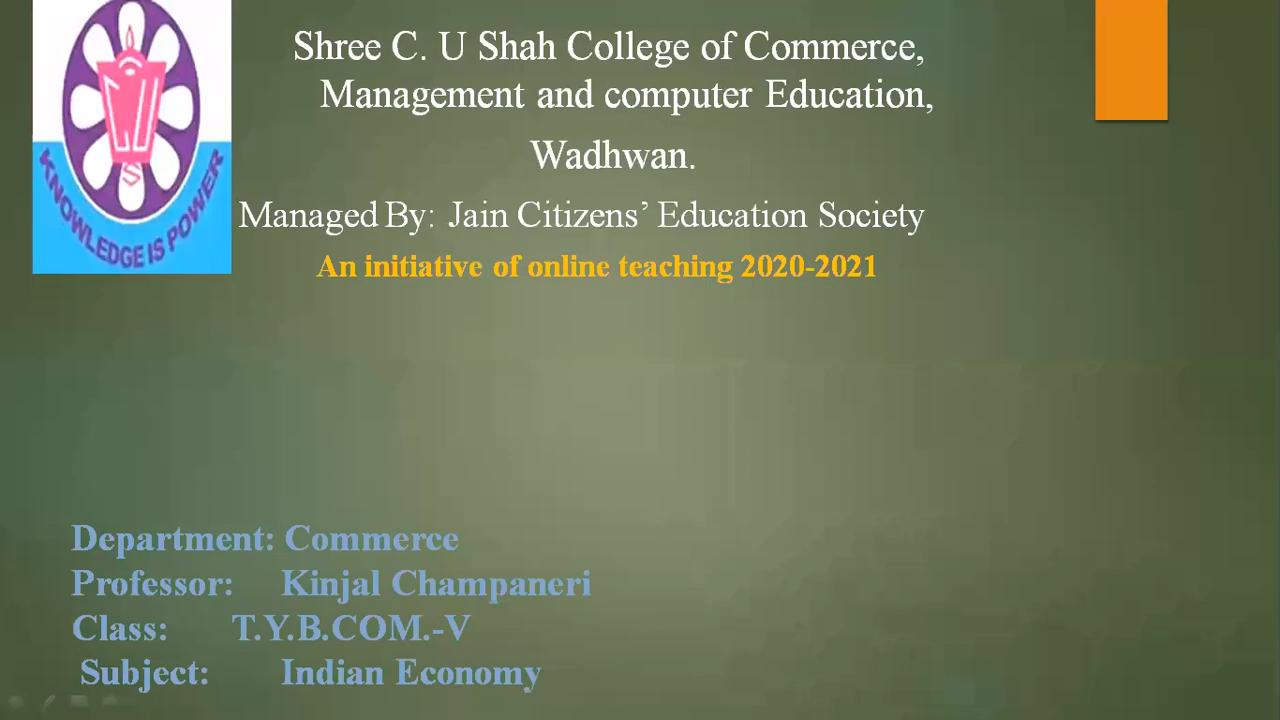 Shree C. U Shah College of Commerce,
Management and computer Education,
Wadhwan.
Managed By: Jain Citizens’ Education Society
An initiative of online teaching 2020-2021
KNOWLEDGE IS POWER
Department: Commerce
Professor: Kinjal Champaneri
Class: T.Y.B.COM.-V
Subject: Indian Economy